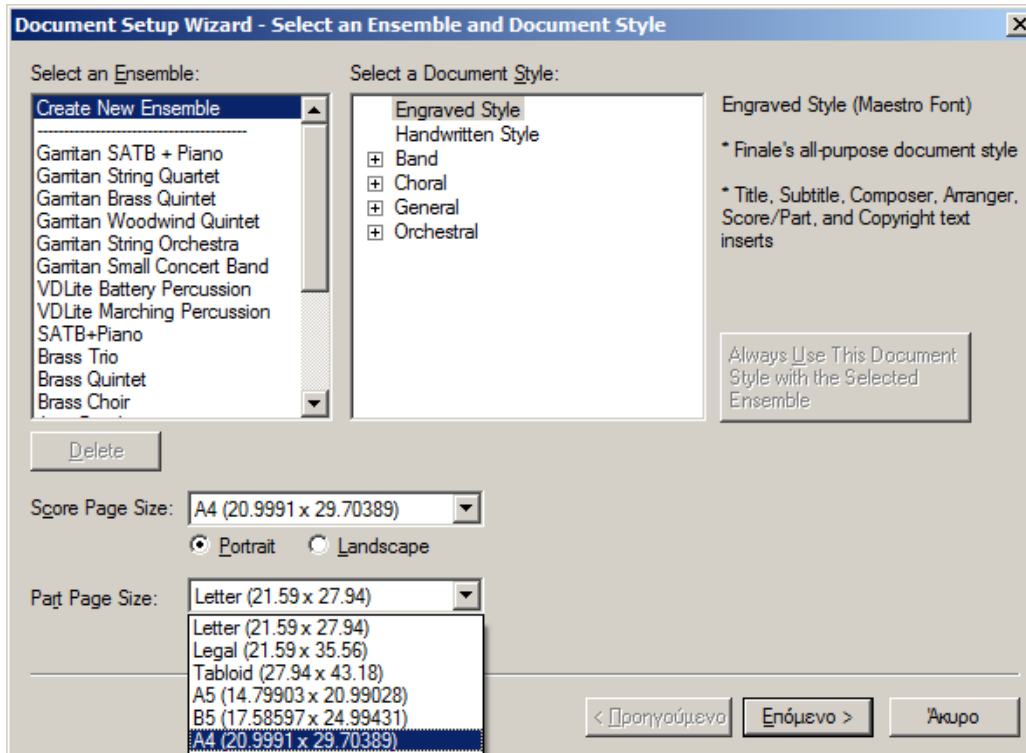 Document Setup Wizard - Select an Ensemble and Document Style
Select an Ensemble:
Create New Ensemble
----------------------------------------
Garritan SATB + Piano
Garritan String Quartet
Garritan Brass Quintet
Garritan Woodwind Quintet
Garritan String Orchestra
Garritan Small Concert Band
VDLite Battery Percussion
VDLite Marching Percussion
SATB+Piano
Brass Trio
Brass Quintet
Brass Choir
Delete
Select a Document Style:
Engraved Style
Handwritten Style
Band
Choral
General
Orchestral
Engraved Style (Maestro Font)
* Finale's all-purpose document style
* Title, Subtitle, Composer, Arranger,
Score/Part, and Copyright text
inserts
Always Use This Document
Style with the Selected
Ensemble
Score Page Size:
A4 (20.9991 x 29.70389)
Portrait
Landscape
Part Page Size:
Letter (21.59 x 27.94)
Letter (21.59 x 27.94)
Legal (21.59 x 35.56)
Tabloid (27.94 x 43.18)
A5 (14.79903 x 20.99028)
B5 (17.58597 x 24.99431)
A4 (20.9991 x 29.70389)
< Προηγούμενο
Επόμενο >
Άκυρο